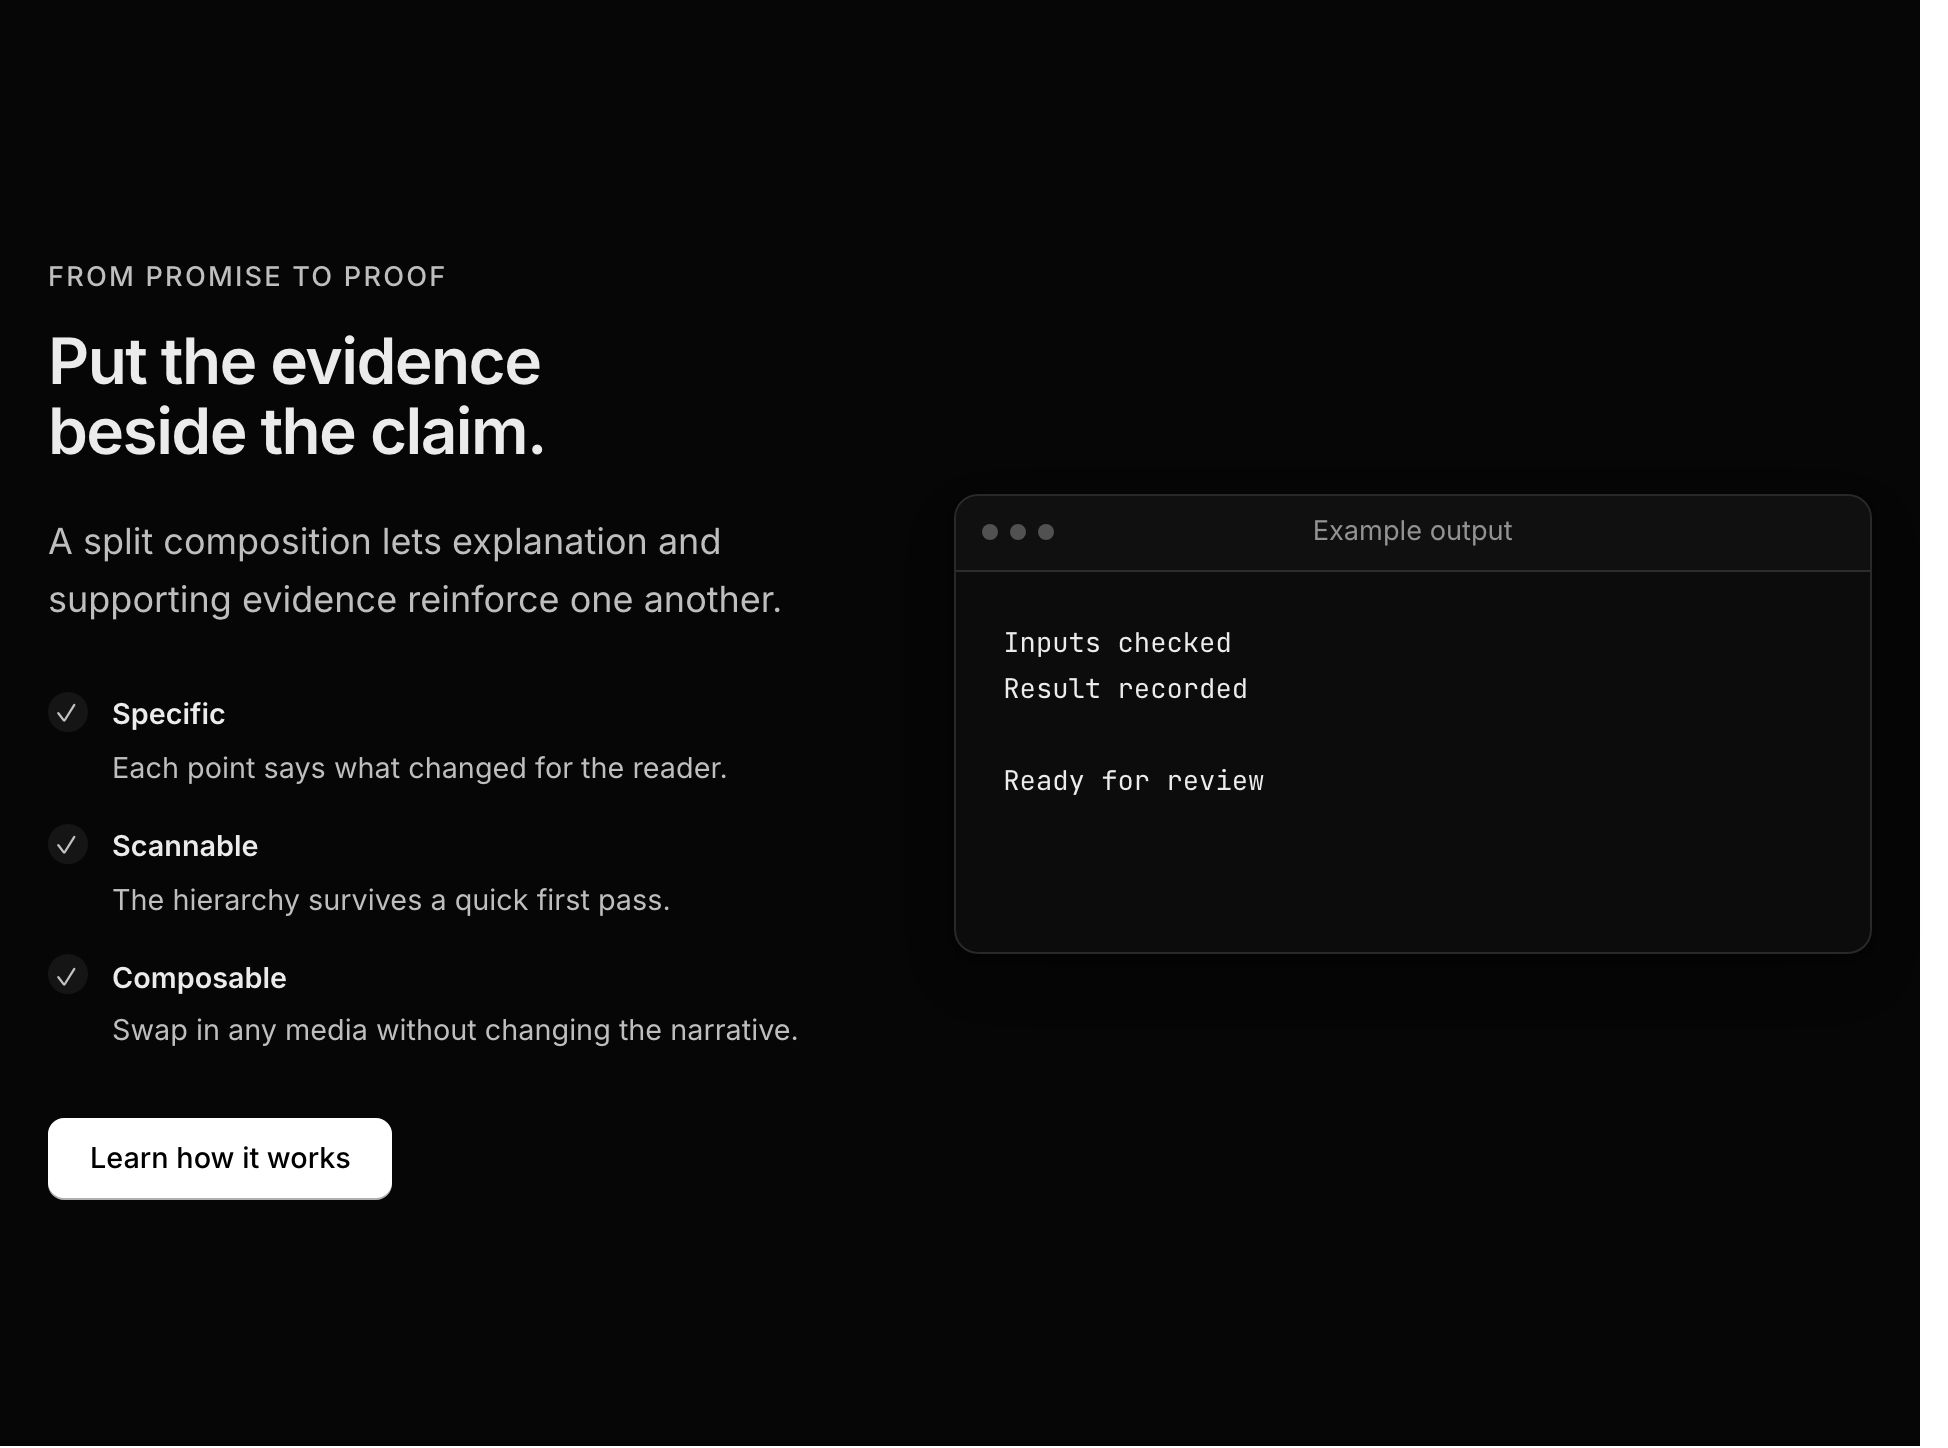 FROM PROMISE TO PROOF
Put the evidence
beside the claim.
A split composition lets explanation and
supporting evidence reinforce one another.
Specific
Each point says what changed for the reader.
Scannable
The hierarchy survives a quick first pass.
Composable
Swap in any media without changing the narrative.
Learn how it works
Example output
Inputs checked
Result recorded
Ready for review